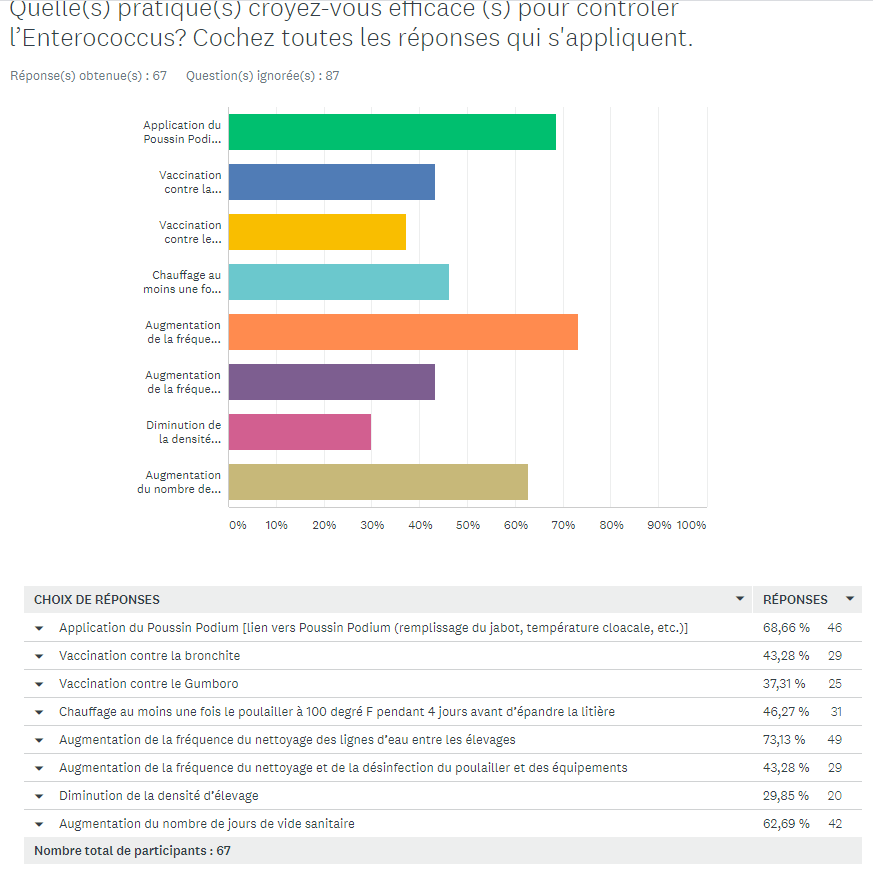 Quelle(s) pratique(s) croyez-vous efficace (s) pour contrôler
l’Enterococcus? Cochez toutes les réponses qui s'appliquent.
Réponse(s) obtenue(s) : 67 Question(s) ignorée(s) : 87
Application du
Poussin Podi...
Vaccination
contre la...
Vaccination
contre le...
Chauffage au
moins une fo...
Augmentation
de la fréque...
Augmentation
de la fréque...
Diminution de
la densité...
Augmentation
du nombre de...
0% 10% 20% 30% 40% 50% 60% 70% 80% 90% 100%
CHOIX DE RÉPONSES RÉPONSES
Application du Poussin Podium [lien vers Poussin Podium (remplissage du jabot, température cloacale, etc.)] 68,66 % 46
Vaccination contre la bronchite 43,28 % 29
Vaccination contre le Gumboro 37,31 % 25
Chauffage au moins une fois le poulailler à 100 degré F pendant 4 jours avant d’épandre la litière 46,27 % 31
Augmentation de la fréquence du nettoyage des lignes d’eau entre les élevages 73,13 % 49
Augmentation de la fréquence du nettoyage et de la désinfection du poulailler et des équipements 43,28 % 29
Diminution de la densité d’élevage 29,85 % 20
Augmentation du nombre de jours de vide sanitaire 62,69 % 42
Nombre total de participants : 67